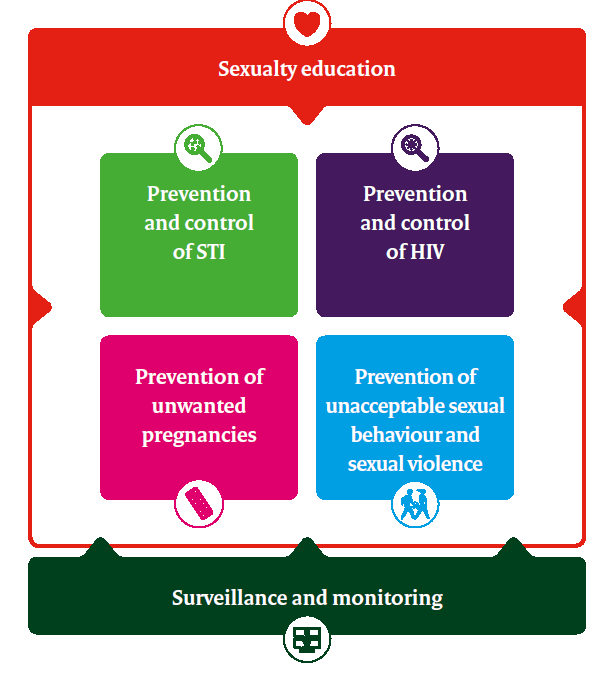 Sexualty education
Prevention
and control
of STI
Prevention
and control
of HIV
Prevention of
unwanted
pregnancies
Prevention of
unacceptable sexual
behaviour and
sexual violence
Surveillance and monitoring